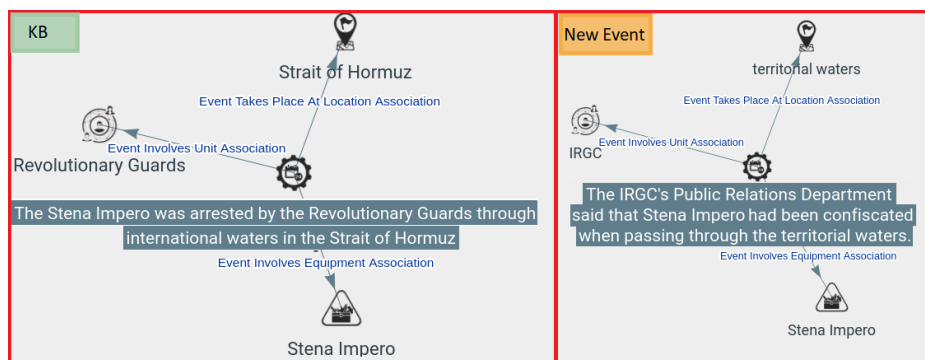 KB
Strait of Hormuz
Event Takes Place At Location Association
Event Involves Unit Association
Revolutionary Guards
The Stena Impero was arrested by the Revolutionary Guards through
international waters in the Strait of Hormuz
Event Involves Equipment Association
Stena Impero
New Event
territorial waters
Event Takes Place At Location Association
Event Involves Unit Association
IRGC
The IRGC's Public Relations Department
said that Stena Impero had been confiscated
when passing through the territorial waters.
Event Involves Equipment Association
Stena Impero